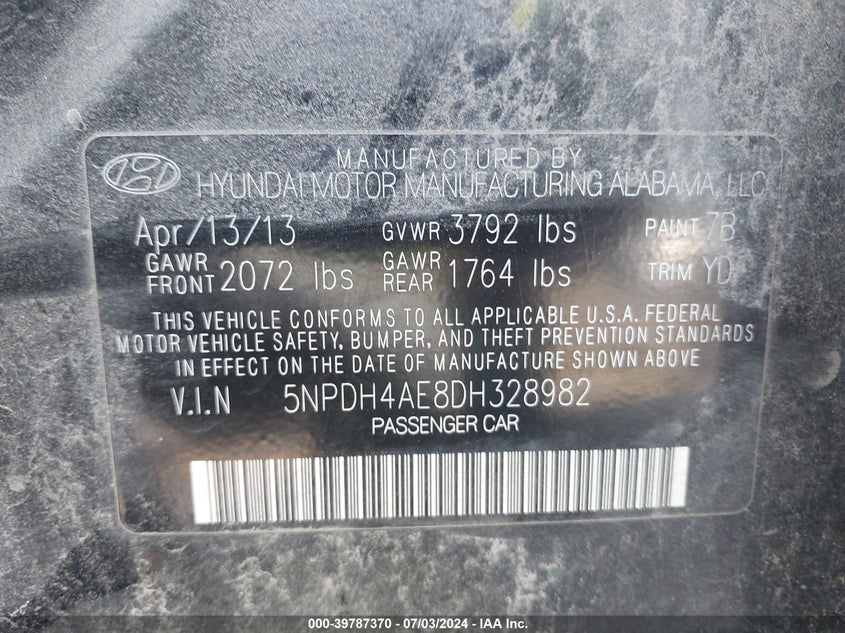 MANUFACTURED BY
HYUNDAI MOTOR MANUFACTURING ALABAMA, LLC
Apr/13/13 GVWR 3792 lbs PAINT 7B
GAWR FRONT 2072 lbs GAWR REAR 1764 lbs TRIM YD
THIS VEHICLE CONFORMS TO ALL APPLICABLE U.S.A. FEDERAL
MOTOR VEHICLE SAFETY, BUMPER, AND THEFT PREVENTION STANDARDS
IN EFFECT ON THE DATE OF MANUFACTURE SHOWN ABOVE
V.I.N 5NPDH4AE8DH328982
PASSENGER CAR
000-39787370 - 07/03/2024 - IAA Inc.